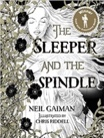 THE
SLEEPER
AND THE
SPINDLE
NEIL GAIMAN
ILLUSTRATED BY
CHRIS RIDDELL